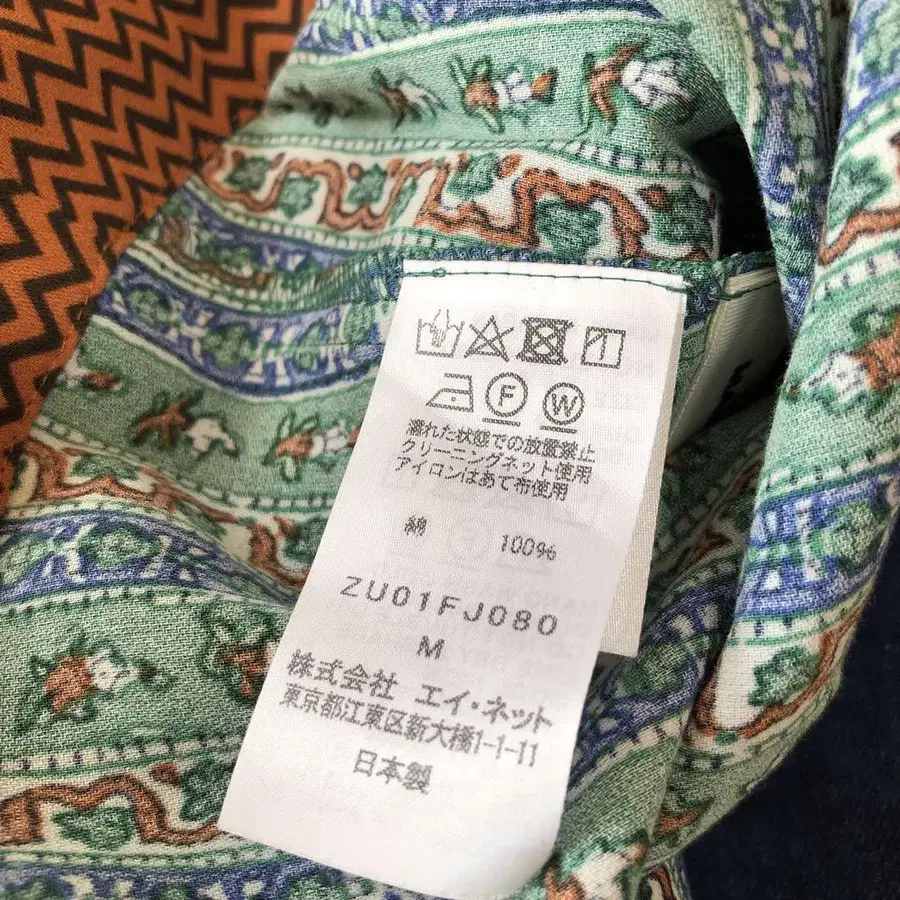 F W
濡れた状態での放置禁止
クリーニングネット使用
アイロンはあて布使用
綿 100%
ZU01FJ080
M
株式会社 エイ・ネット
東京都江東区新大橋1-1-11
日本製